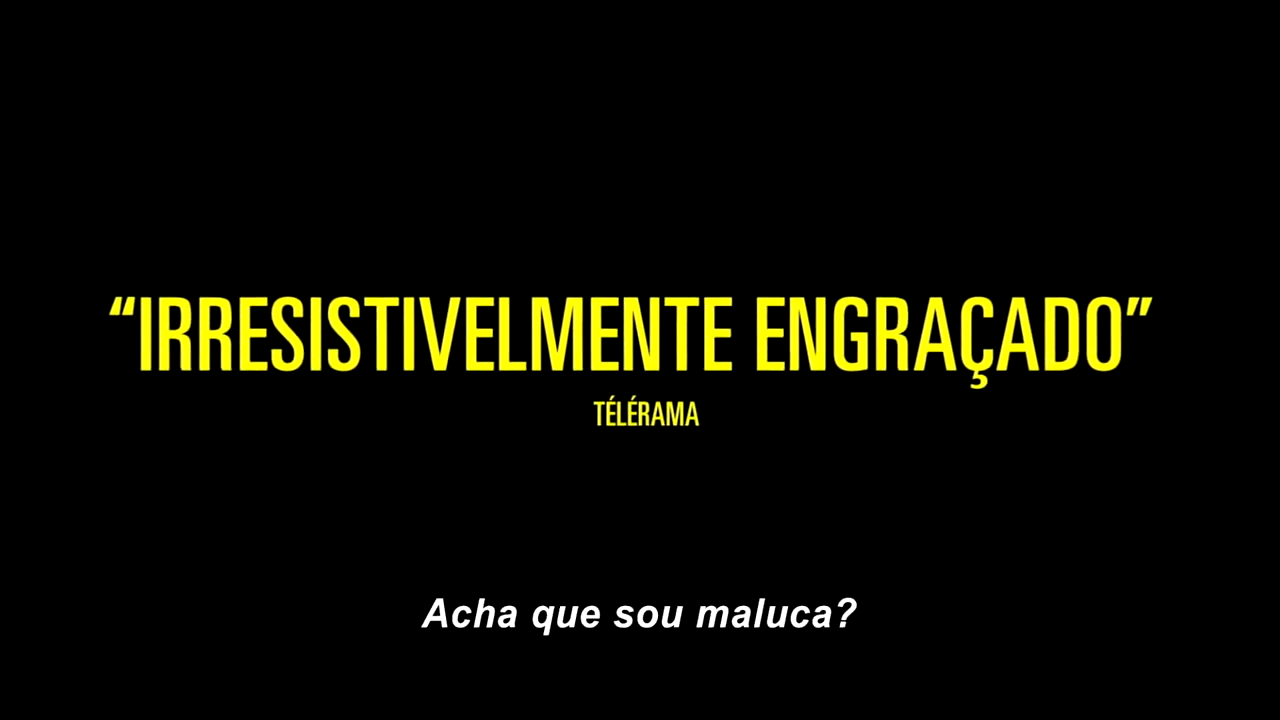 “IRRESISTIVELMENTE ENGRAÇADO”
TÉLÉRAMA
Acha que sou maluca?